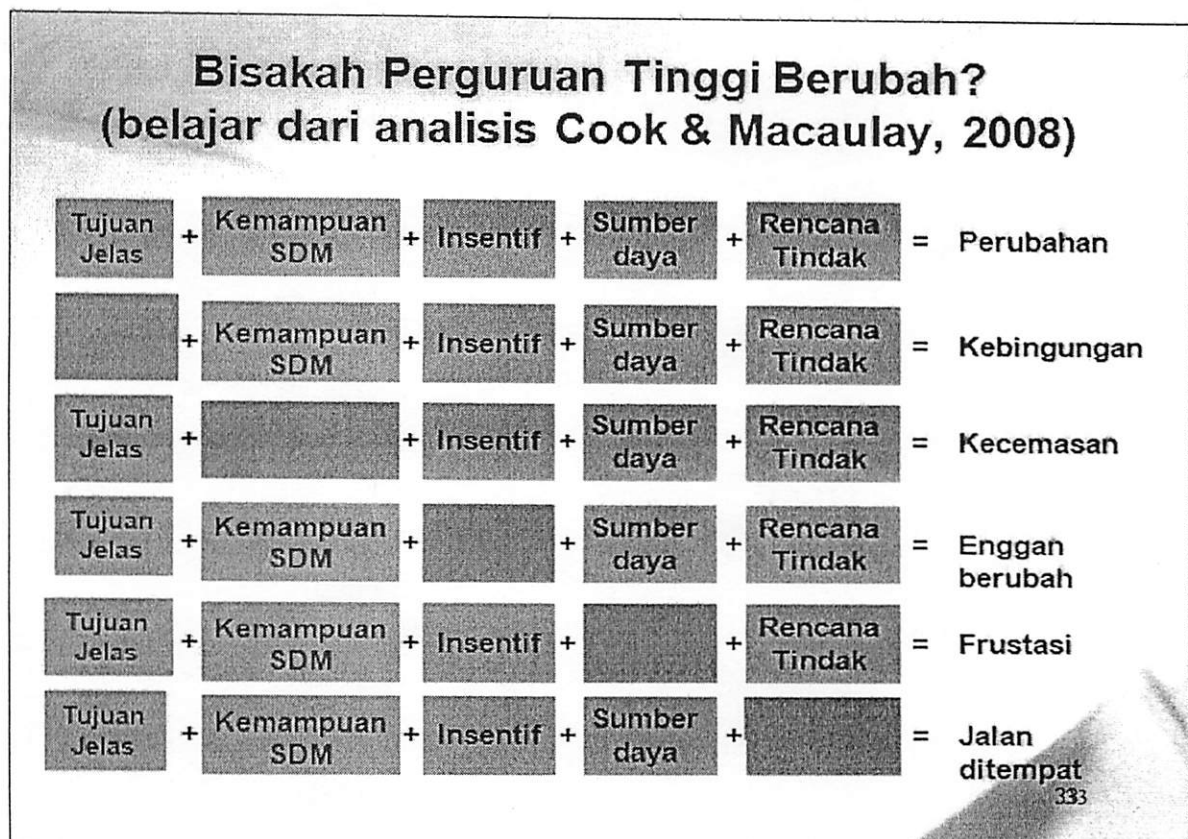 Bisakah Perguruan Tinggi Berubah?
(belajar dari analisis Cook & Macaulay, 2008)
Tujuan Jelas + Kemampuan SDM + Insentif + Sumber daya + Rencana Tindak = Perubahan
+ Kemampuan SDM + Insentif + Sumber daya + Rencana Tindak = Kebingungan
Tujuan Jelas + + Insentif + Sumber daya + Rencana Tindak = Kecemasan
Tujuan Jelas + Kemampuan SDM + + Sumber daya + Rencana Tindak = Enggan berubah
Tujuan Jelas + Kemampuan SDM + Insentif + + Rencana Tindak = Frustasi
Tujuan Jelas + Kemampuan SDM + Insentif + Sumber daya + = Jalan ditempat
333